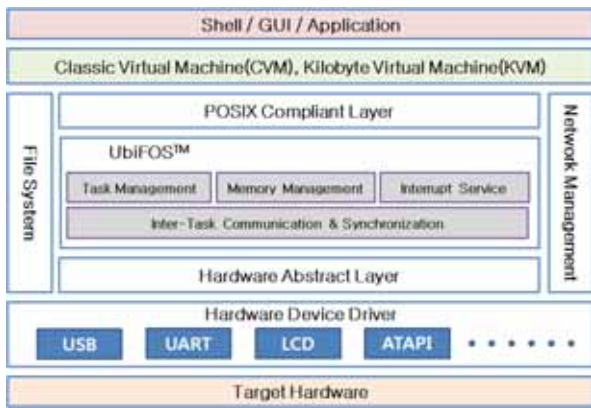 Shell / GUI / Application
Classic Virtual Machine(CVM), Kilobyte Virtual Machine(KVM)
File System
POSIX Compliant Layer
UbiFOS™
Task Management
Memory Management
Interrupt Service
Inter-Task Communication & Synchronization
Hardware Abstract Layer
Network Management
Hardware Device Driver
USB
UART
LCD
ATAPI
Target Hardware